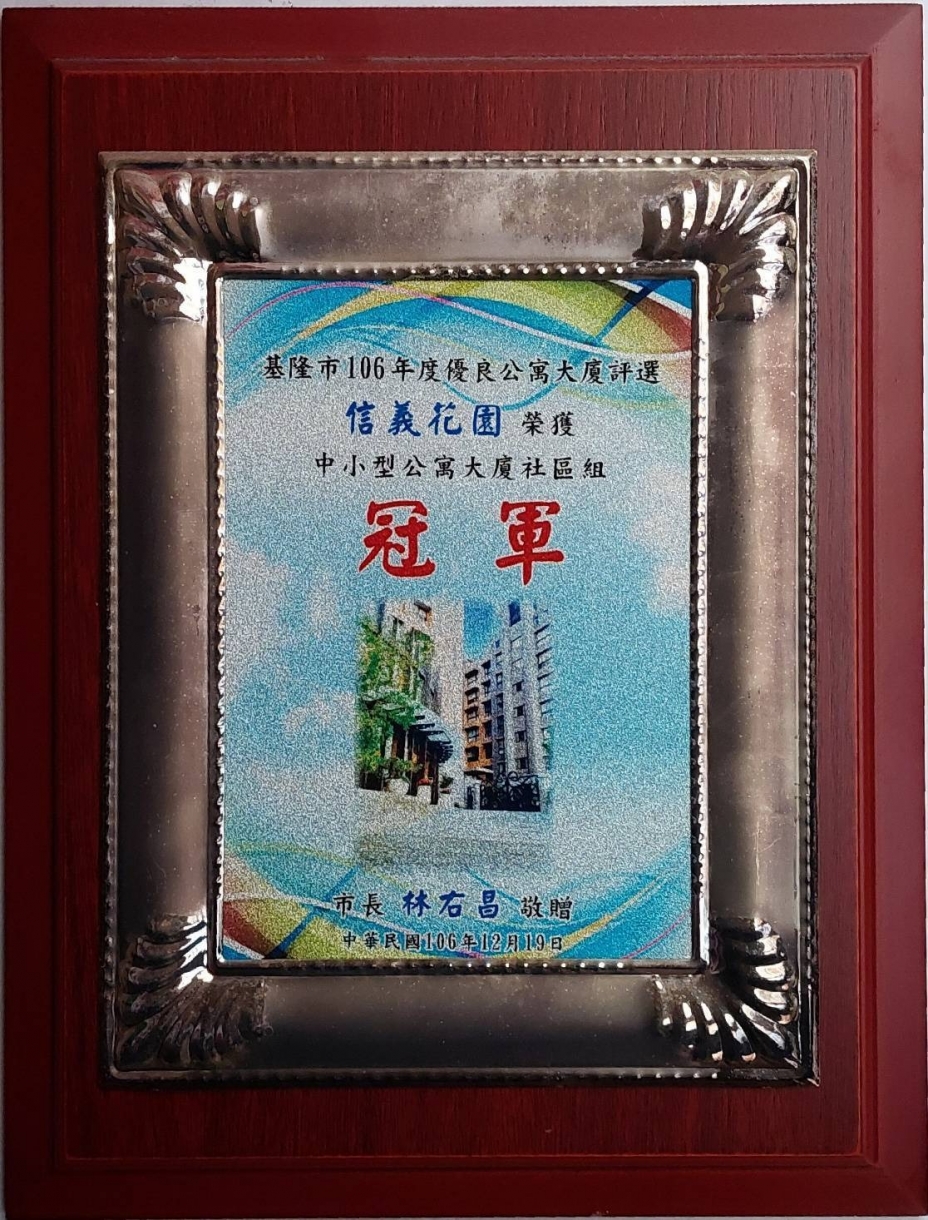 基隆市106年度優良公寓大廈評選
信義花園 榮獲
中小型公寓大廈社區組
冠軍
市長 林右昌 敬贈
中華民國106年12月19日